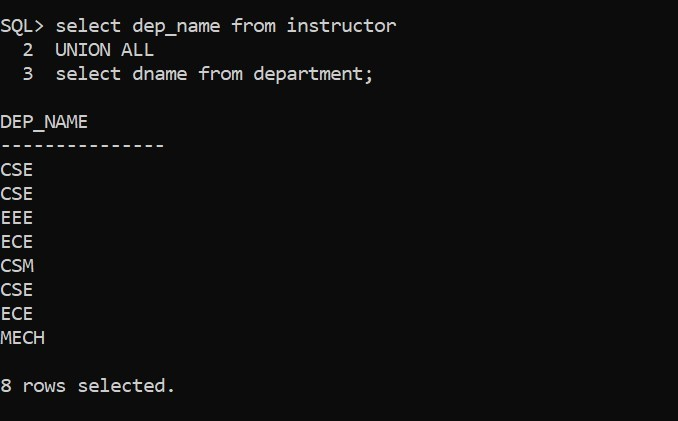 SQL> select dep_name from instructor
2 UNION ALL
3 select dname from department;
DEP_NAME
---------------
CSE
CSE
EEE
ECE
CSM
CSE
ECE
MECH
8 rows selected.